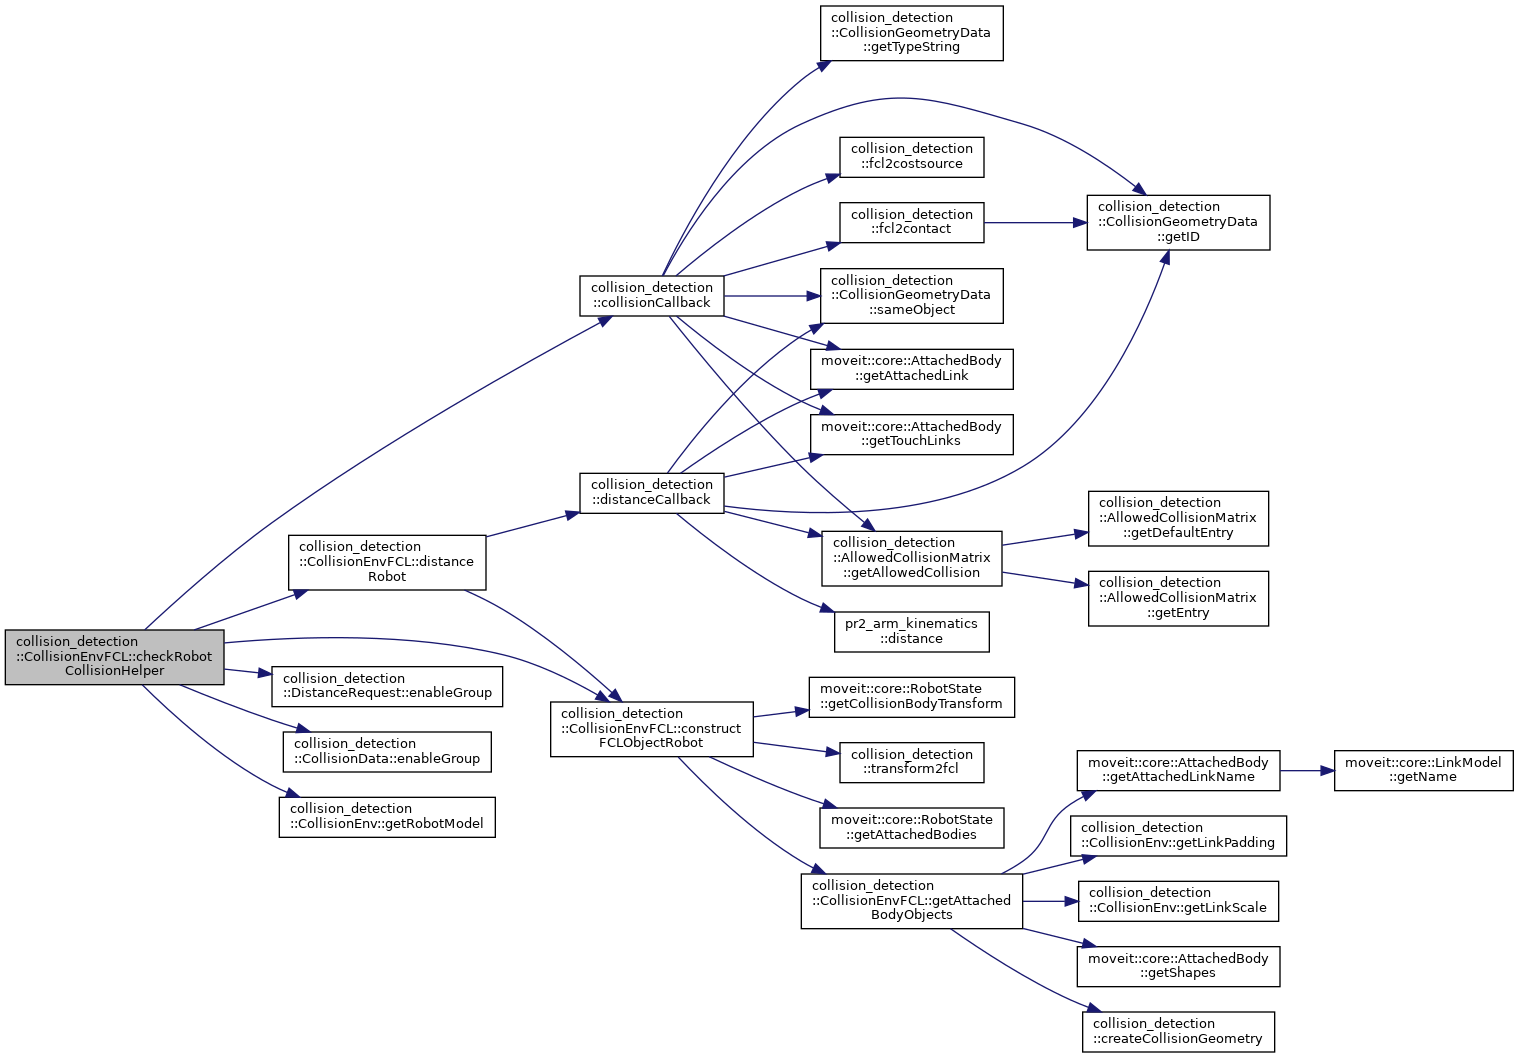 collision_detection
::CollisionGeometryData
::getTypeString
collision_detection
::fcl2costsource
collision_detection
::CollisionGeometryData
::getID
collision_detection
::fcl2contact
collision_detection
::CollisionGeometryData
::sameObject
collision_detection
::collisionCallback
moveit::core::AttachedBody
::getAttachedLink
moveit::core::AttachedBody
::getTouchLinks
collision_detection
::distanceCallback
collision_detection
::AllowedCollisionMatrix
::getDefaultEntry
collision_detection
::AllowedCollisionMatrix
::getAllowedCollision
collision_detection
::CollisionEnvFCL::distance
Robot
collision_detection
::AllowedCollisionMatrix
::getEntry
pr2_arm_kinematics
::distance
collision_detection
::CollisionEnvFCL::checkRobot
CollisionHelper
collision_detection
::DistanceRequest::enableGroup
collision_detection
::CollisionData::enableGroup
collision_detection
::CollisionEnv::getRobotModel
collision_detection
::CollisionEnvFCL::construct
FCLObjectRobot
moveit::core::RobotState
::getCollisionBodyTransform
collision_detection
::transform2fcl
moveit::core::RobotState
::getAttachedBodies
collision_detection
::CollisionEnvFCL::getAttached
BodyObjects
moveit::core::AttachedBody
::getAttachedLinkName
moveit::core::LinkModel
::getName
collision_detection
::CollisionEnv::getLinkPadding
collision_detection
::CollisionEnv::getLinkScale
moveit::core::AttachedBody
::getShapes
collision_detection
::createCollisionGeometry